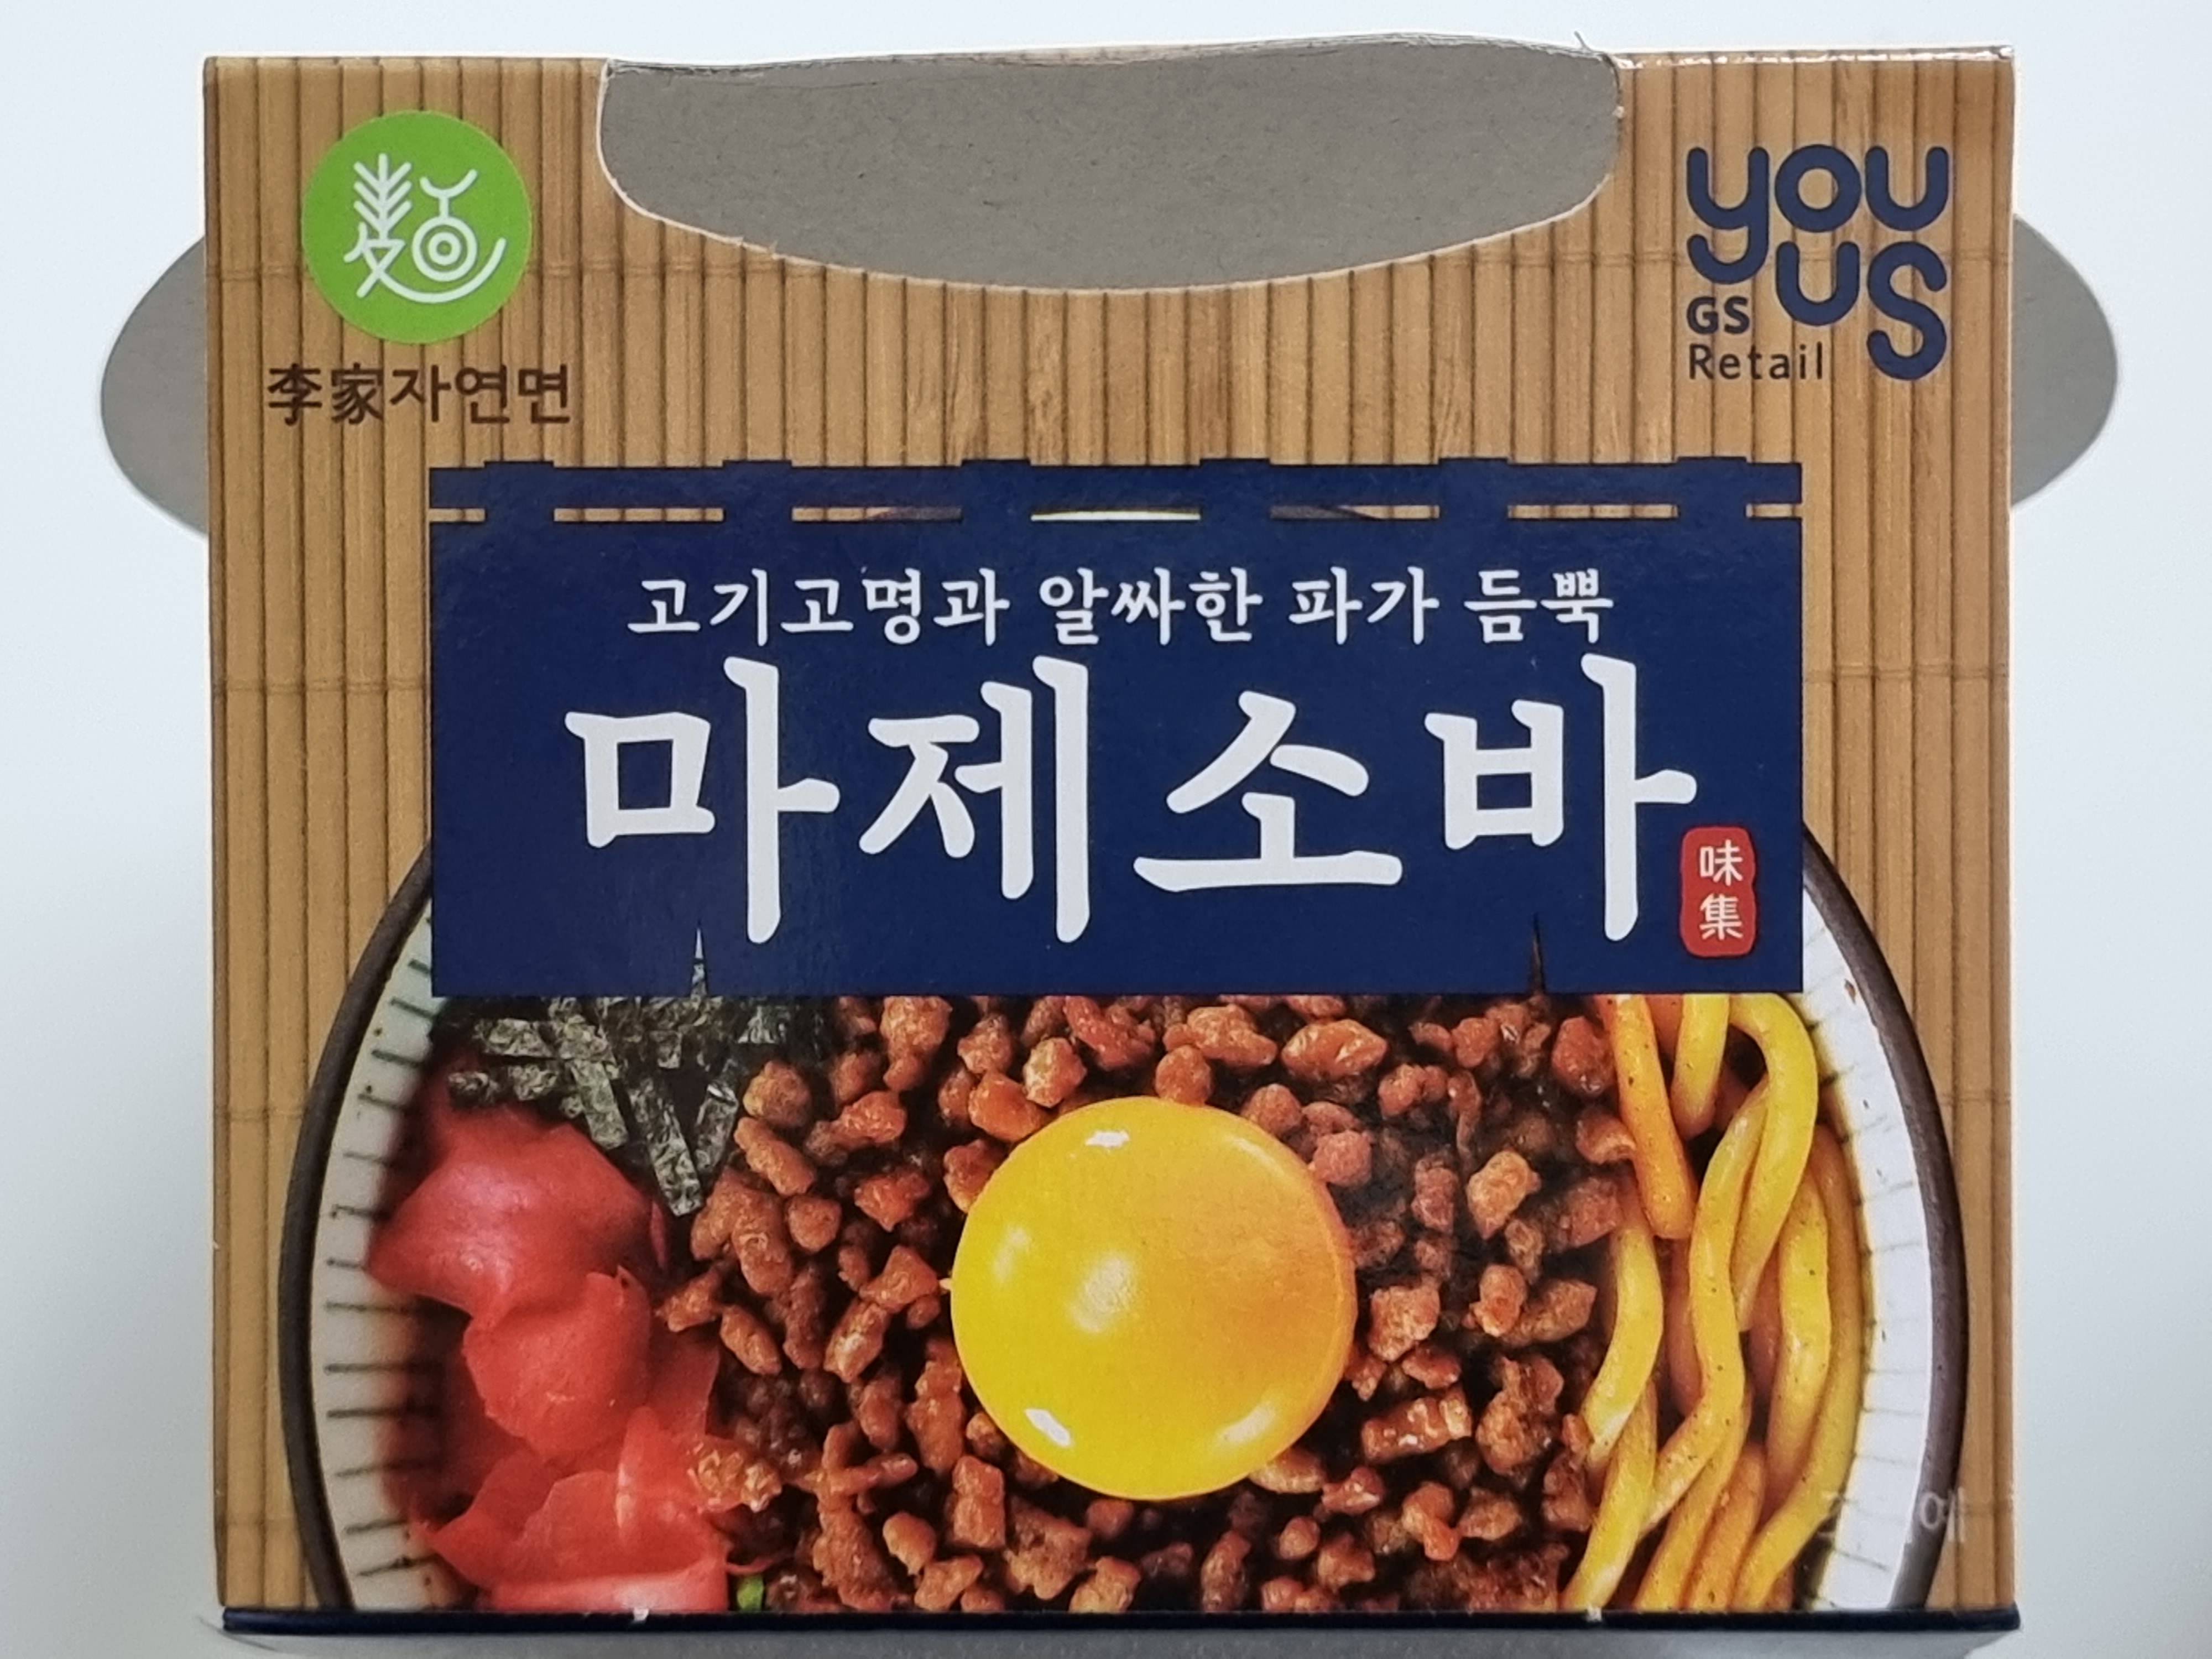 麵
李家자연면
you
us
GS
Retail
고기고명과 알싸한 파가 듬뿍
마제소바
味
集